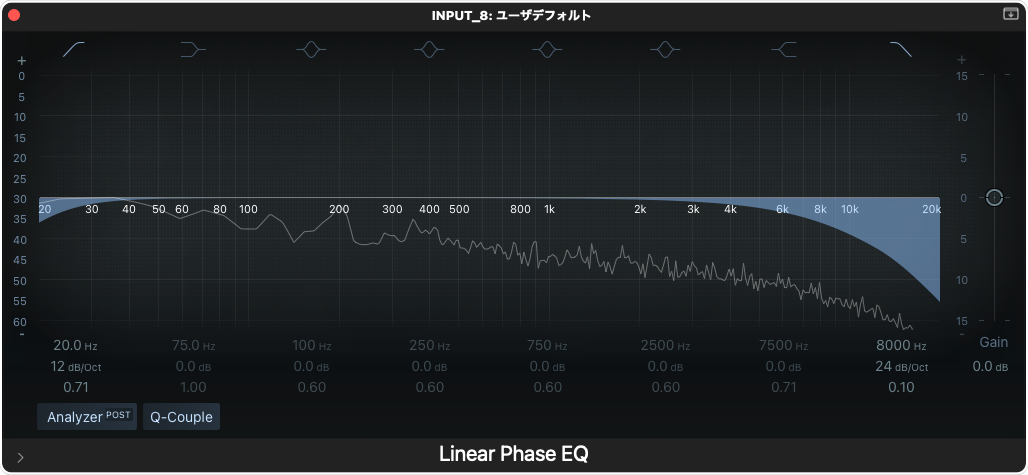 INPUT_8: ユーザデフォルト
+ +
0 15
5
10 10
15
20 5
25
30 0
20 30 40 50 60 80 100 200 300 400 500 800 1k 2k 3k 4k 6k 8k 10k 20k
35
40 5
45
50 10
55
60 15
- -
20.0 Hz 75.0 Hz 100 Hz 250 Hz 750 Hz 2500 Hz 7500 Hz 8000 Hz Gain
12 dB/Oct 0.0 dB 0.0 dB 0.0 dB 0.0 dB 0.0 dB 0.0 dB 24 dB/Oct 0.0 dB
0.71 1.00 0.60 0.60 0.60 0.60 0.71 0.10
Analyzer POST Q-Couple
Linear Phase EQ